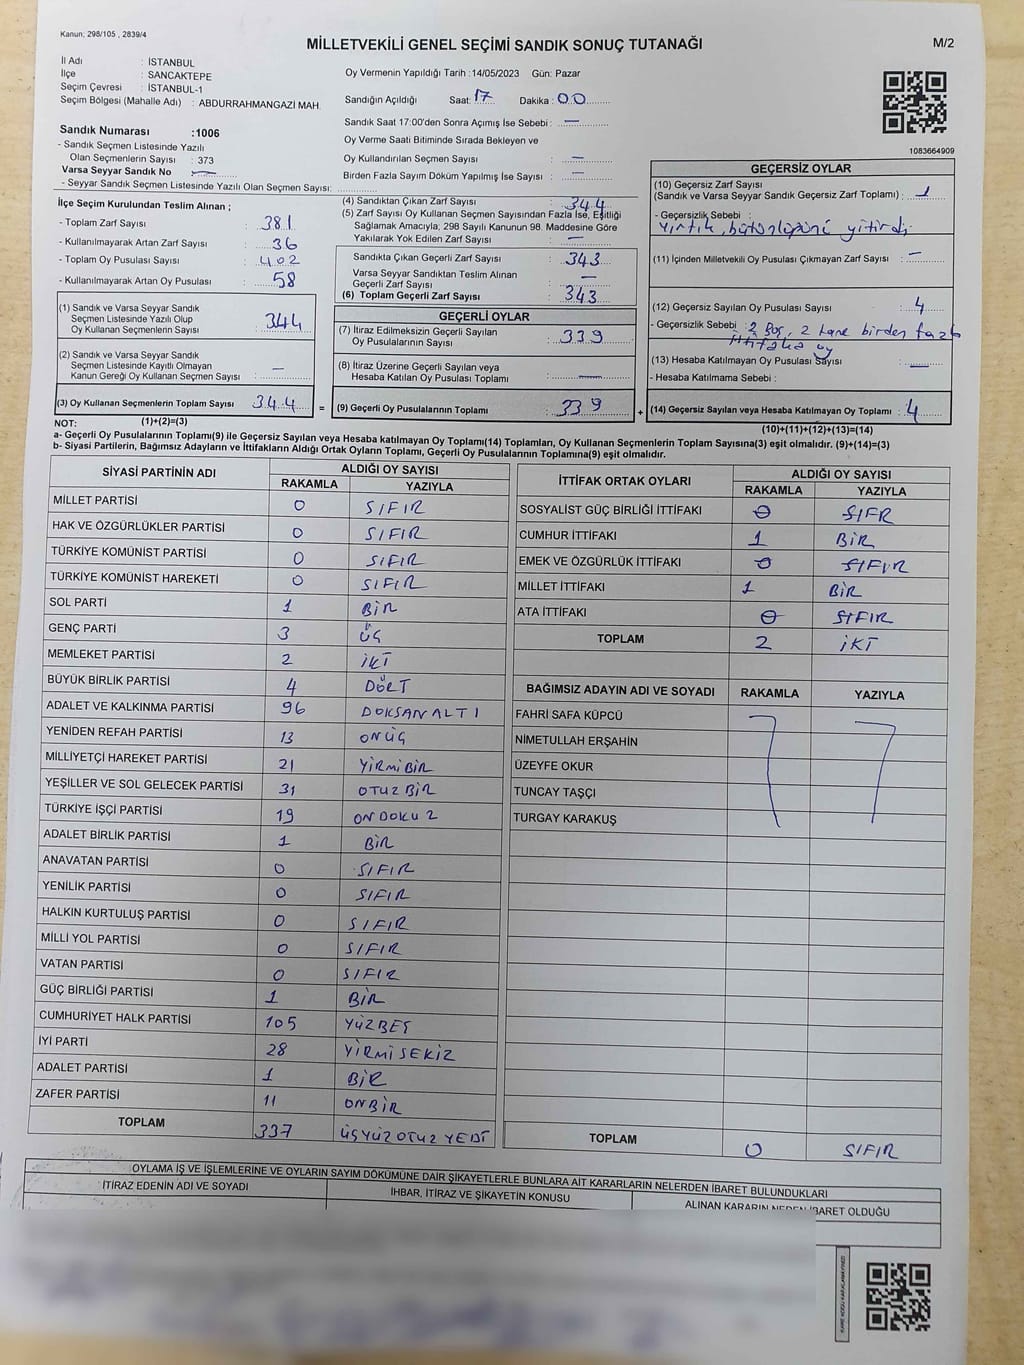 Kanun; 298/105 , 2839/4
MİLLETVEKİLİ GENEL SEÇİMİ SANDIK SONUÇ TUTANAĞI
M/2
İl Adı : İSTANBUL
İlçe : SANCAKTEPE
Seçim Çevresi : İSTANBUL-1
Seçim Bölgesi (Mahalle Adı) : ABDURRAHMANGAZİ MAH.
Oy Vermenin Yapıldığı Tarih :14/05/2023 Gün: Pazar
Sandığın Açıldığı Saat: 17 Dakika : 00
Sandık Saat 17:00'den Sonra Açımış İse Sebebi : —
Oy Verme Saati Bitiminde Sırada Bekleyen ve
Oy Kullandırılan Seçmen Sayısı : —
Birden Fazla Sayım Döküm Yapılmış İse Sayısı : —
Sandık Numarası :1006
- Sandık Seçmen Listesinde Yazılı
Olan Seçmenlerin Sayısı : 373
Varsa Seyyar Sandık No : —
- Seyyar Sandık Seçmen Listesinde Yazılı Olan Seçmen Sayısı:
1083664909
İlçe Seçim Kurulundan Teslim Alınan ;
- Toplam Zarf Sayısı : 381
- Kullanılmayarak Artan Zarf Sayısı : 36
- Toplam Oy Pusulası Sayısı : 402
- Kullanılmayarak Artan Oy Pusulası : 58
(1) Sandık ve Varsa Seyyar Sandık
Seçmen Listesinde Yazılı Olup
Oy Kullanan Seçmenlerin Sayısı : 344
(2) Sandık ve Varsa Seyyar Sandık
Seçmen Listesinde Kayıtlı Olmayan
Kanun Gereği Oy Kullanan Seçmen Sayısı : —
(3) Oy Kullanan Seçmenlerin Toplam Sayısı : 344 =
(4) Sandıktan Çıkan Zarf Sayısı : 344
(5) Zarf Sayısı Oy Kullanan Seçmen Sayısından Fazla İse, Eşitliği
Sağlamak Amacıyla; 298 Sayılı Kanunun 98. Maddesine Göre
Yakılarak Yok Edilen Zarf Sayısı : —
Sandıkta Çıkan Geçerli Zarf Sayısı : 343
Varsa Seyyar Sandıktan Teslim Alınan
Geçerli Zarf Sayısı : —
(6) Toplam Geçerli Zarf Sayısı : 343
GEÇERLİ OYLAR
(7) İtiraz Edilmeksizin Geçerli Sayılan
Oy Pusulalarının Sayısı : 339
(8) İtiraz Üzerine Geçerli Sayılan veya
Hesaba Katılan Oy Pusulası Toplamı : —
(9) Geçerli Oy Pusulalarının Toplamı : 339 +
GEÇERSİZ OYLAR
(10) Geçersiz Zarf Sayısı
(Sandık ve Varsa Seyyar Sandık Geçersiz Zarf Toplamı) : 1
- Geçersizlik Sebebi :
yırtık, bütünlüğünü yitirdi
(11) İçinden Milletvekili Oy Pusulası Çıkmayan Zarf Sayısı : —
(12) Geçersiz Sayılan Oy Pusulası Sayısı : 4
- Geçersizlik Sebebi : 2 Boş, 2 tane birden fazla
ittifaka oy
(13) Hesaba Katılmayan Oy Pusulası Sayısı : —
- Hesaba Katılmama Sebebi :
(14) Geçersiz Sayılan veya Hesaba Katılmayan Oy Toplamı : 4
NOT: (1)+(2)=(3)
(10)+(11)+(12)+(13)=(14)
a- Geçerli Oy Pusulalarının Toplamı(9) ile Geçersiz Sayılan veya Hesaba katılmayan Oy Toplamı(14) Toplamları, Oy Kullanan Seçmenlerin Toplam Sayısına(3) eşit olmalıdır. (9)+(14)=(3)
b- Siyasi Partilerin, Bağımsız Adayların ve İttifakların Aldığı Ortak Oyların Toplamı, Geçerli Oy Pusulalarının Toplamına(9) eşit olmalıdır.
SİYASİ PARTİNİN ADI ALDIĞI OY SAYISI
RAKAMLA YAZIYLA
MİLLET PARTİSİ 0 SIFIR
HAK VE ÖZGÜRLÜKLER PARTİSİ 0 SIFIR
TÜRKİYE KOMÜNİST PARTİSİ 0 SIFIR
TÜRKİYE KOMÜNİST HAREKETİ 0 SIFIR
SOL PARTİ 1 BİR
GENÇ PARTİ 3 ÜÇ
MEMLEKET PARTİSİ 2 İKİ
BÜYÜK BİRLİK PARTİSİ 4 DÖRT
ADALET VE KALKINMA PARTİSİ 96 DOKSANALTI
YENİDEN REFAH PARTİSİ 13 ONÜÇ
MİLLİYETÇİ HAREKET PARTİSİ 21 YİRMİBİR
YEŞİLLER VE SOL GELECEK PARTİSİ 31 OTUZBİR
TÜRKİYE İŞÇİ PARTİSİ 19 ONDOKUZ
ADALET BİRLİK PARTİSİ 1 BİR
ANAVATAN PARTİSİ 0 SIFIR
YENİLİK PARTİSİ 0 SIFIR
HALKIN KURTULUŞ PARTİSİ 0 SIFIR
MİLLİ YOL PARTİSİ 0 SIFIR
VATAN PARTİSİ 0 SIFIR
GÜÇ BİRLİĞİ PARTİSİ 1 BİR
CUMHURİYET HALK PARTİSİ 105 YÜZBEŞ
İYİ PARTİ 28 YİRMİSEKİZ
ADALET PARTİSİ 1 BİR
ZAFER PARTİSİ 11 ONBİR
TOPLAM 337 ÜÇYÜZOTUZYEDİ
İTTİFAK ORTAK OYLARI ALDIĞI OY SAYISI
RAKAMLA YAZIYLA
SOSYALİST GÜÇ BİRLİĞİ İTTİFAKI 0 SIFR
CUMHUR İTTİFAKI 1 BİR
EMEK VE ÖZGÜRLÜK İTTİFAKI 0 SIFIR
MİLLET İTTİFAKI 1 BİR
ATA İTTİFAKI 0 SIFIR
TOPLAM 2 İKİ
BAĞIMSIZ ADAYIN ADI VE SOYADI RAKAMLA YAZIYLA
FAHRİ SAFA KÜPCÜ
NİMETULLAH ERŞAHİN
ÜZEYFE OKUR
TUNCAY TAŞÇI
TURGAY KARAKUŞ
TOPLAM 0 SIFIR
OYLAMA İŞ VE İŞLEMLERİNE VE OYLARIN SAYIM DÖKÜMÜNE DAİR ŞİKAYETLERLE BUNLARA AİT KARARLARIN NELERDEN İBARET BULUNDUKLARI
İTİRAZ EDENİN ADI VE SOYADI İHBAR, İTİRAZ VE ŞİKAYETİN KONUSU ALINAN KARARIN NEDEN İBARET OLDUĞU